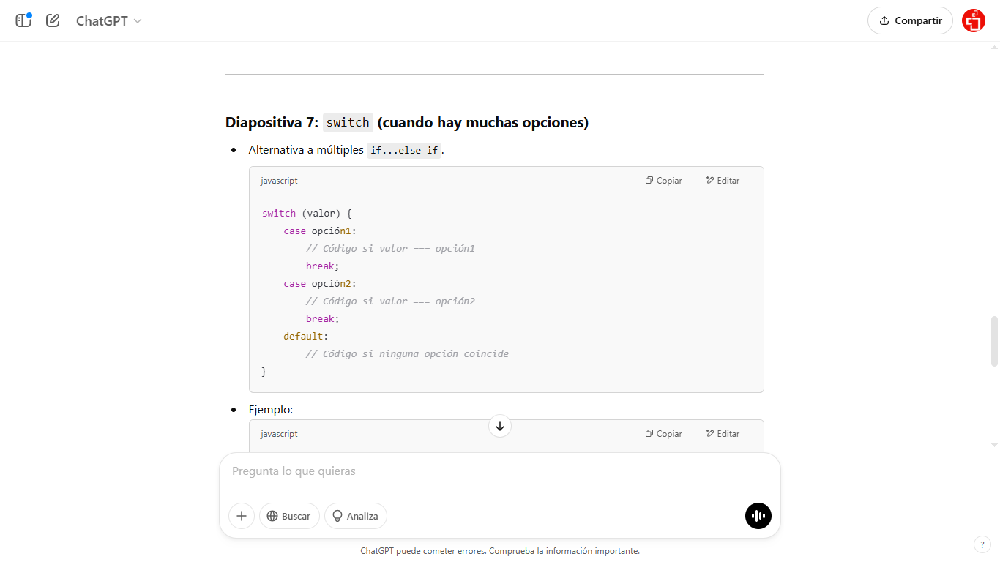 ChatGPT
Compartir
Diapositiva 7: switch (cuando hay muchas opciones)
Alternativa a múltiples if...else if.
javascript Copiar Editar
switch (valor) {
    case opción1:
        // Código si valor === opción1
        break;
    case opción2:
        // Código si valor === opción2
        break;
    default:
        // Código si ninguna opción coincide
}
Ejemplo:
javascript Copiar Editar
Pregunta lo que quieras
Buscar Analiza
ChatGPT puede cometer errores. Comprueba la información importante.
?